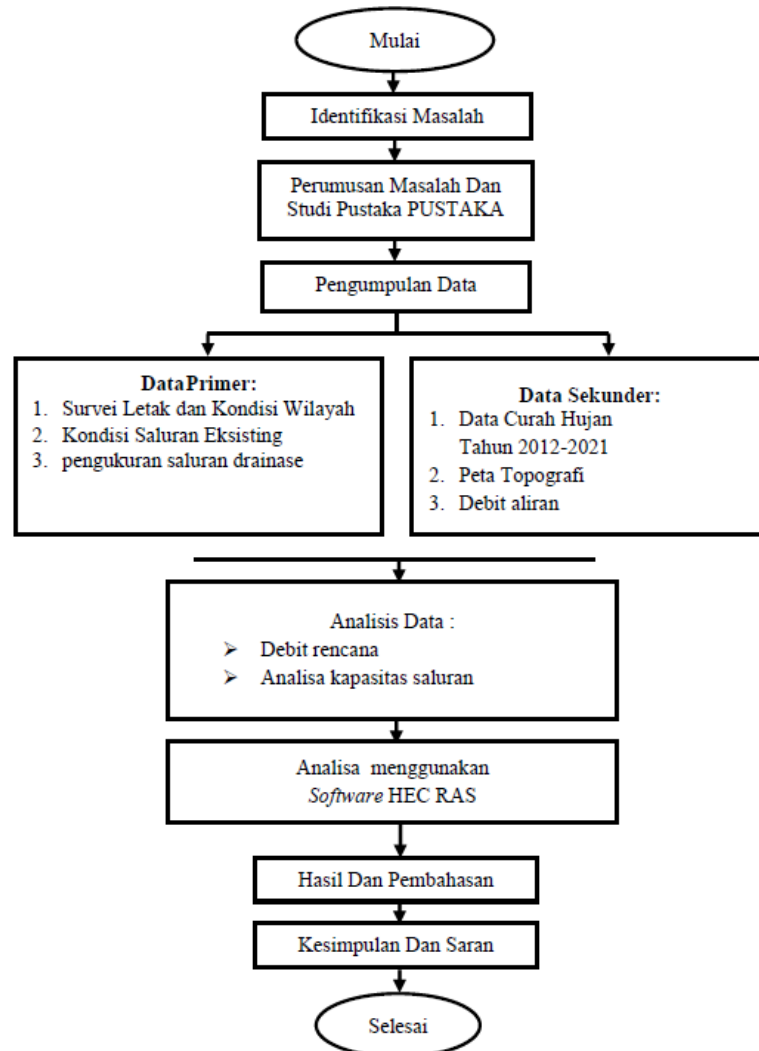 Mulai
Identifikasi Masalah
Perumusan Masalah Dan
Studi Pustaka PUSTAKA
Pengumpulan Data
Data Primer:
1. Survei Letak dan Kondisi Wilayah
2. Kondisi Saluran Eksisting
3. pengukuran saluran drainase
Data Sekunder:
1. Data Curah Hujan
Tahun 2012-2021
2. Peta Topografi
3. Debit aliran
Analisis Data :
➢ Debit rencana
➢ Analisa kapasitas saluran
Analisa menggunakan
Software HEC RAS
Hasil Dan Pembahasan
Kesimpulan Dan Saran
Selesai